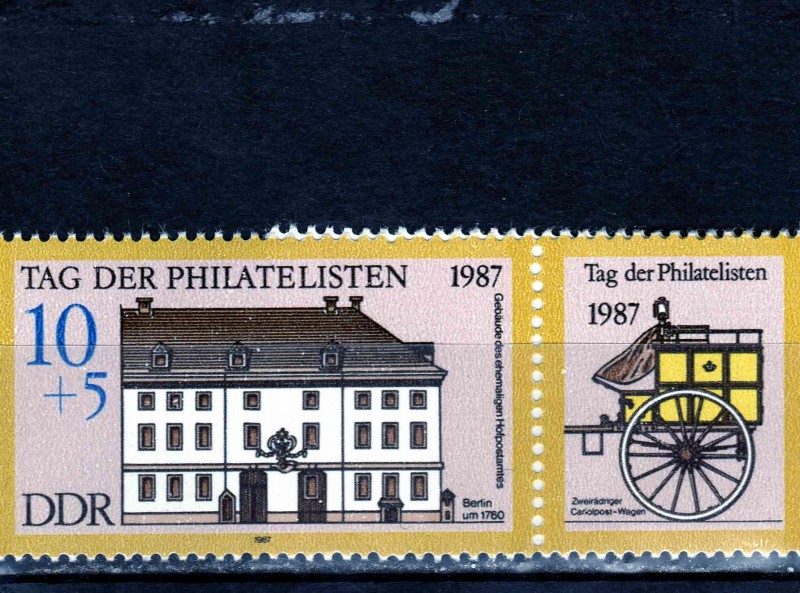 TAG DER PHILATELISTEN 1987
10
+5
DDR
Gebäude des ehemaligen Hofpostamtes
Berlin
um 1760
1987
Tag der Philatelisten
1987
Zweirädriger
Cariolpost-Wagen